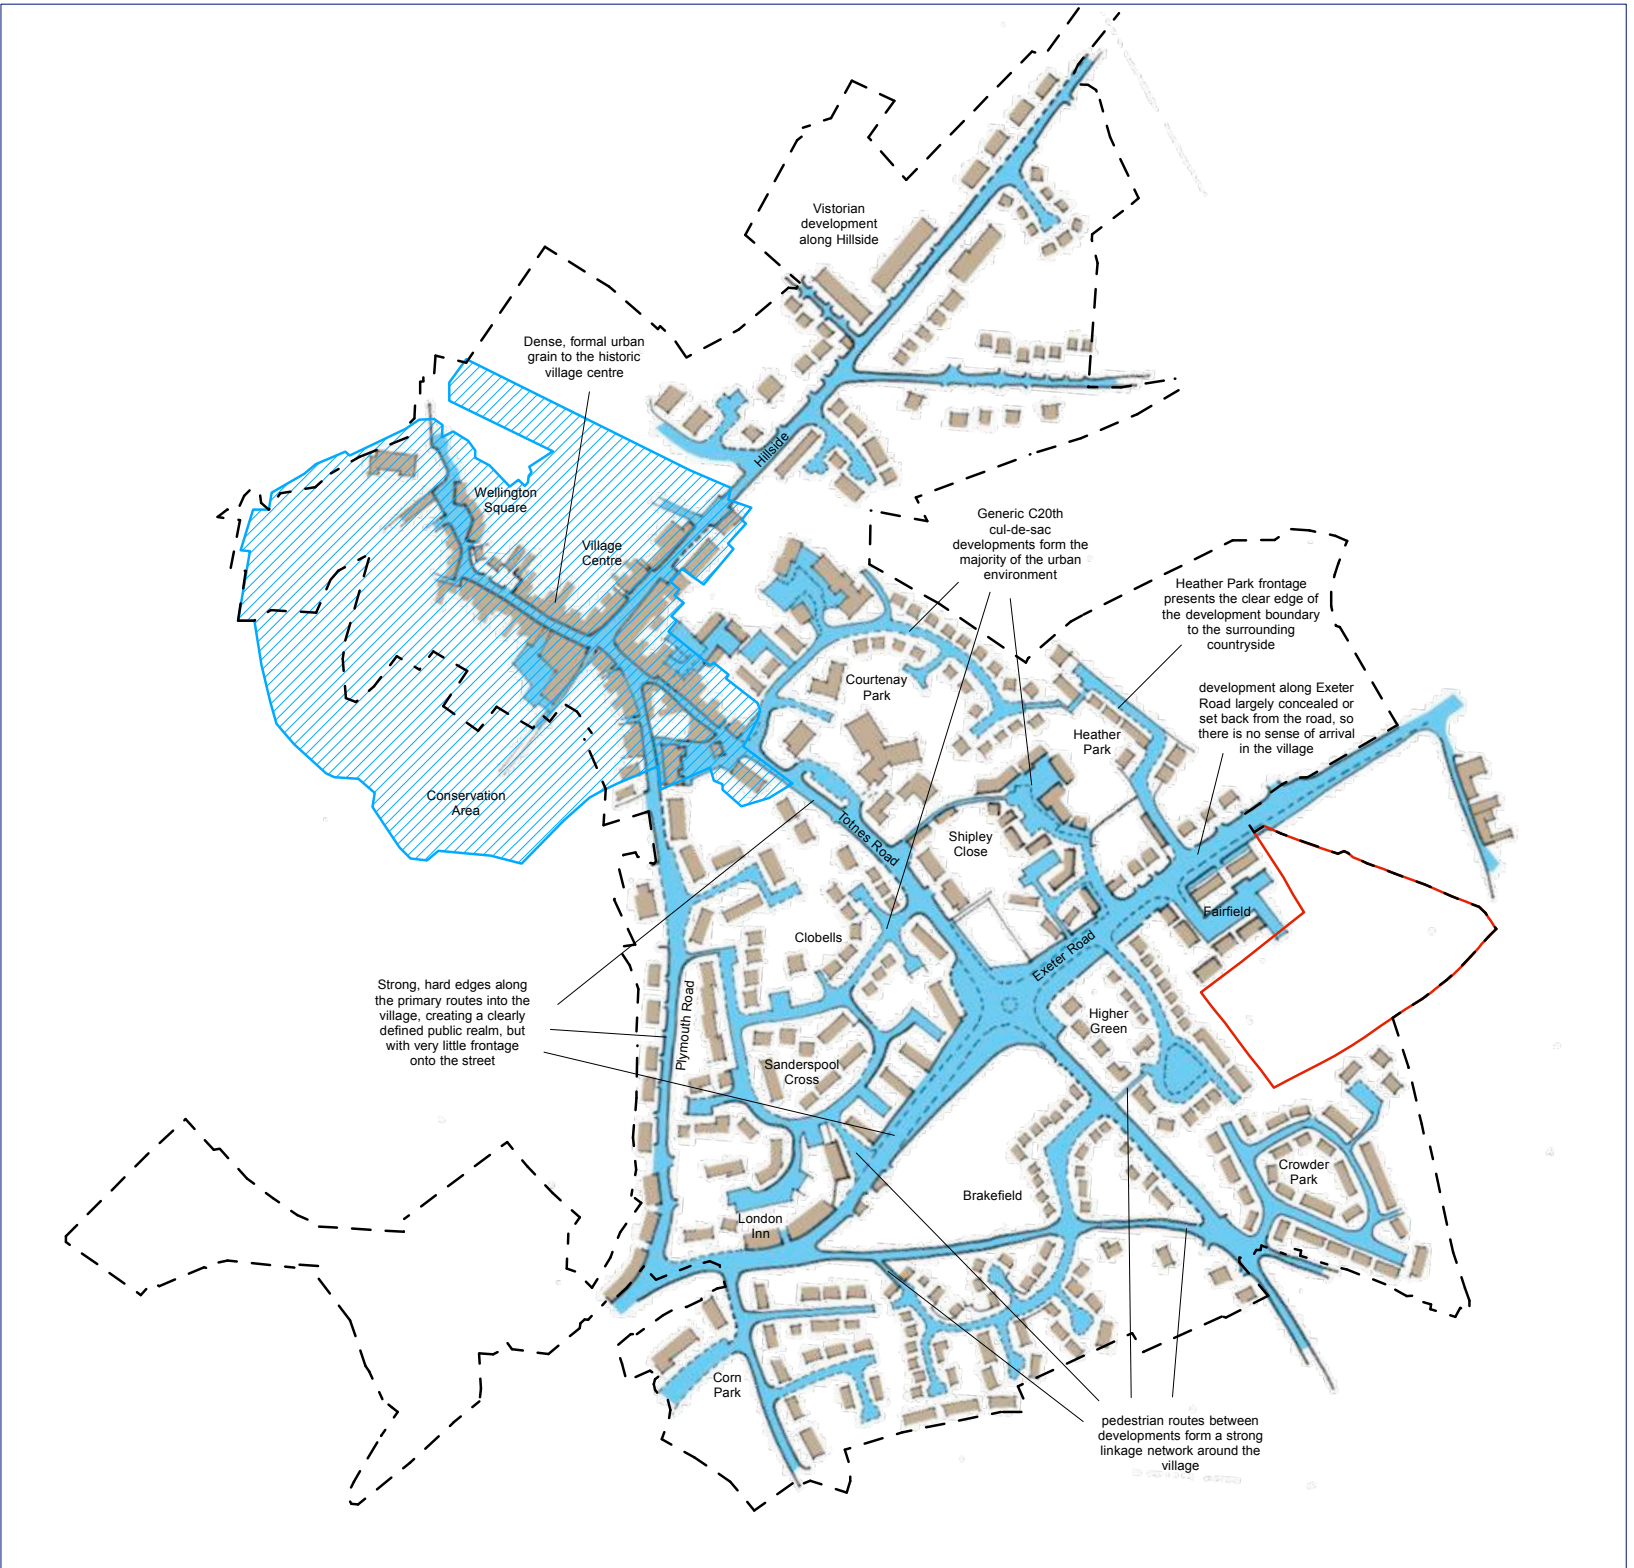 Vistorian
development
along Hillside
Dense, formal urban
grain to the historic
village centre
Hillside
Wellington
Square
Village
Centre
Generic C20th
cul-de-sac
developments form the
majority of the urban
environment
Heather Park frontage
presents the clear edge of
the development boundary
to the surrounding
countryside
Courtenay
Park
development along Exeter
Road largely concealed or
set back from the road, so
there is no sense of arrival
in the village
Heather
Park
Conservation
Area
Totnes Road
Shipley
Close
Fairfield
Clobells
Exeter Road
Strong, hard edges along
the primary routes into the
village, creating a clearly
defined public realm, but
with very little frontage
onto the street
Plymouth Road
Higher
Green
Sanderspool
Cross
Crowder
Park
Brakefield
London
Inn
Corn
Park
pedestrian routes between
developments form a strong
linkage network around the
village